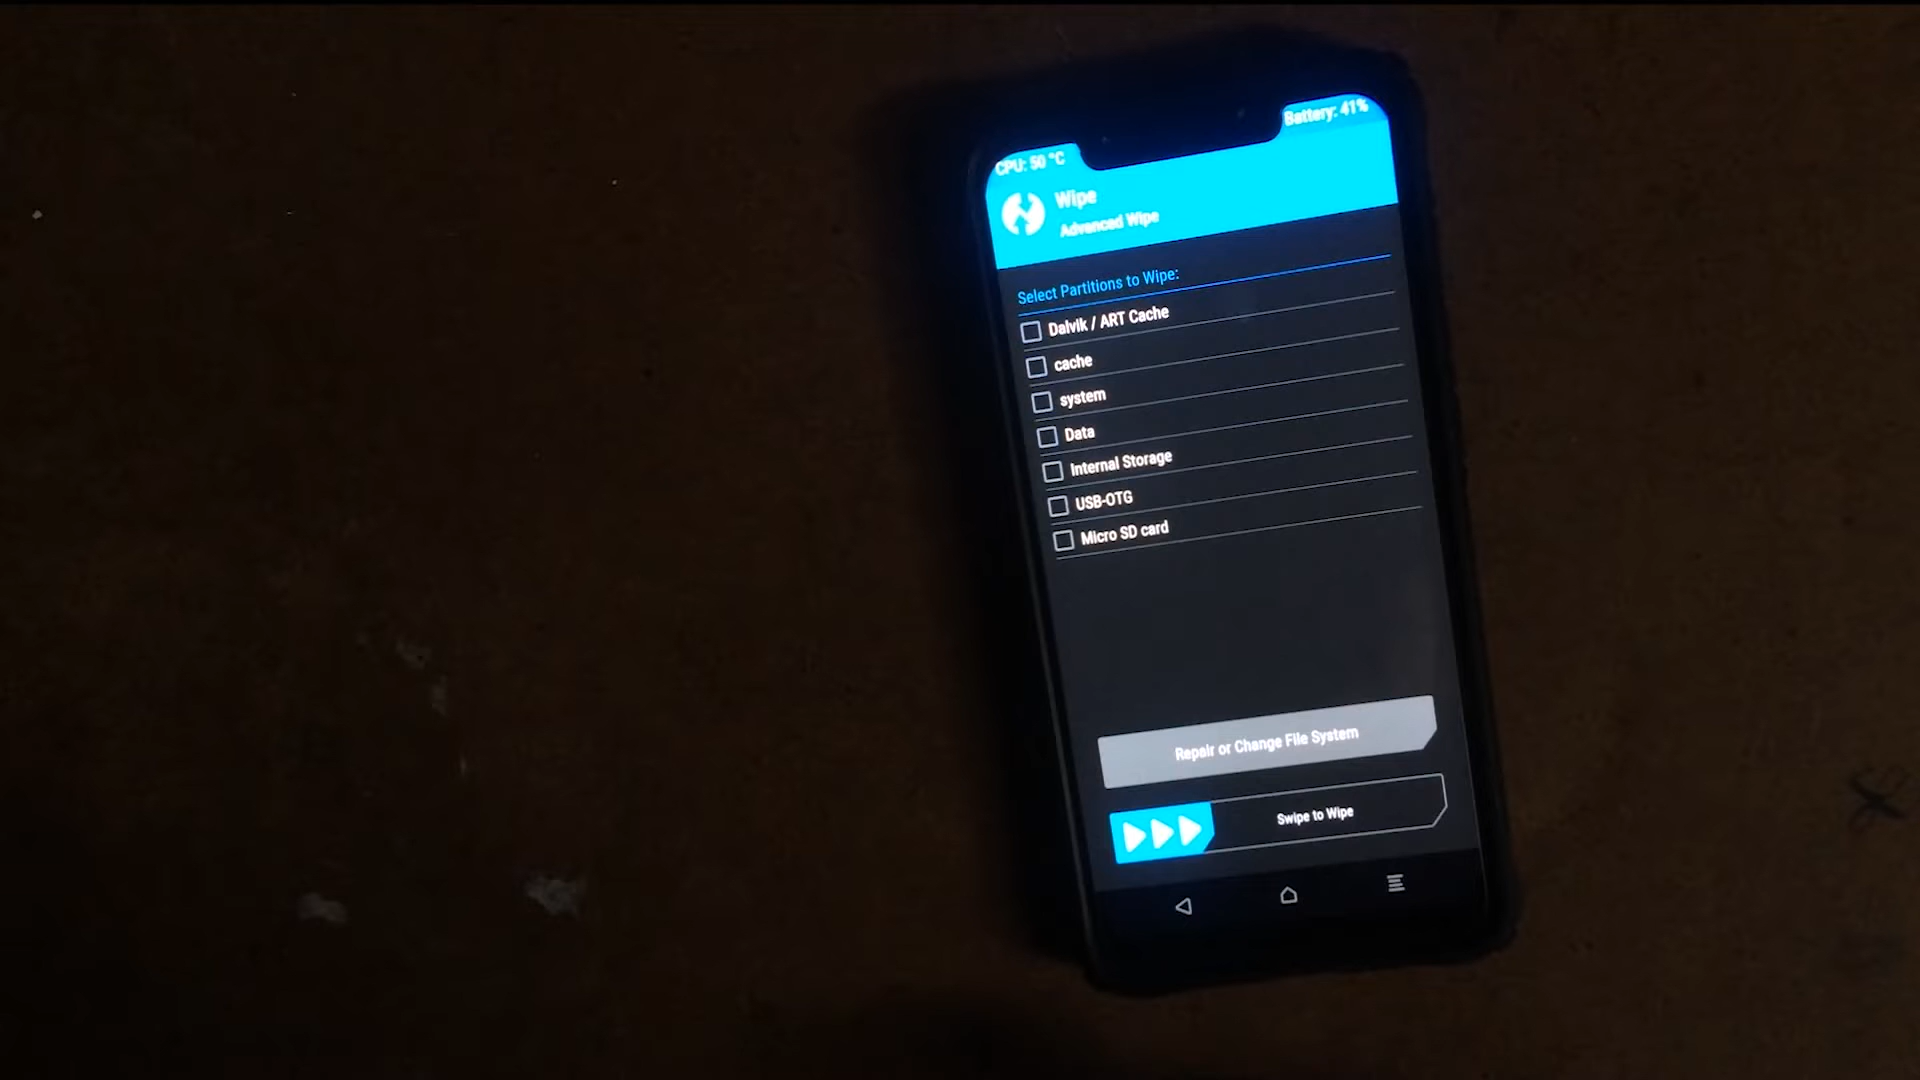 CPU: 50 °C
Battery: 41%
Wipe
Advanced Wipe
Select Partitions to Wipe:
Dalvik / ART Cache
cache
system
Data
Internal Storage
USB-OTG
Micro SD card
Repair or Change File System
Swipe to Wipe